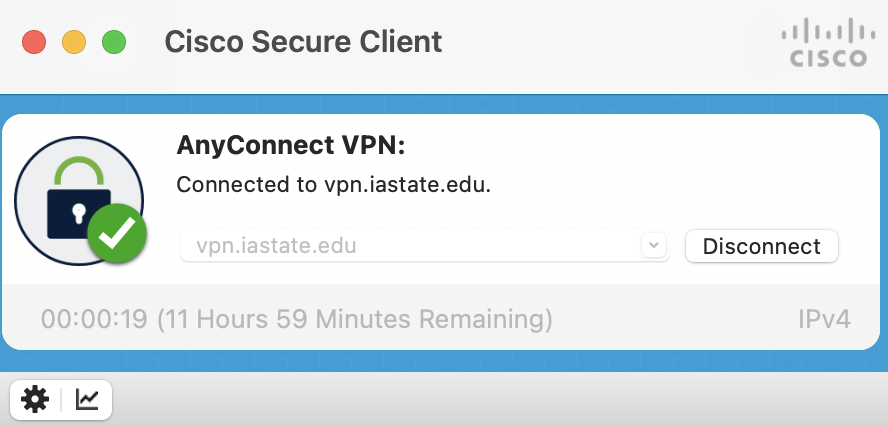 Cisco Secure Client
CISCO
AnyConnect VPN:
Connected to vpn.iastate.edu.
vpn.iastate.edu
Disconnect
00:00:19 (11 Hours 59 Minutes Remaining)
IPv4